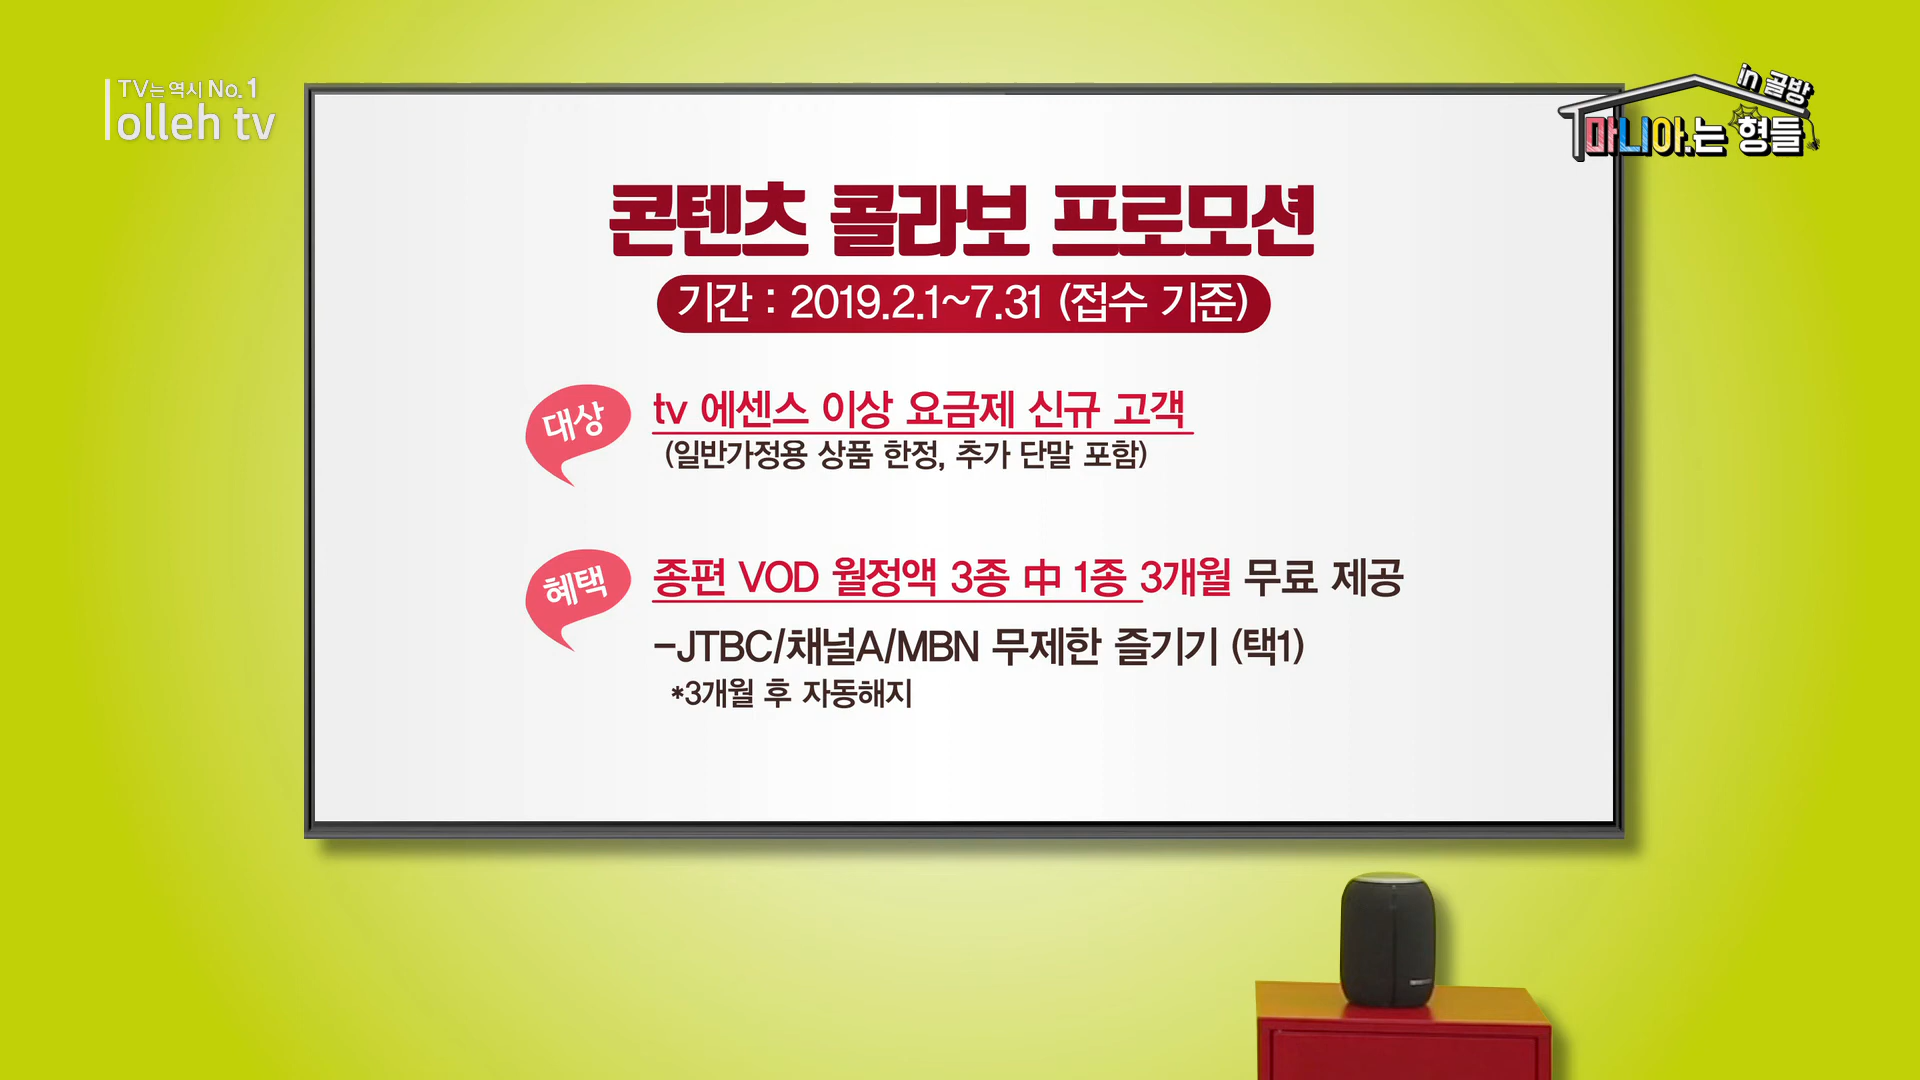 TV는 역시 No.1
olleh tv
in 골방
마니아는 형들
콘텐츠 콜라보 프로모션
기간 : 2019.2.1~7.31 (접수 기준)
대상
tv 에센스 이상 요금제 신규 고객
(일반가정용 상품 한정, 추가 단말 포함)
혜택
종편 VOD 월정액 3종 中 1종 3개월 무료 제공
-JTBC/채널A/MBN 무제한 즐기기 (택1)
*3개월 후 자동해지